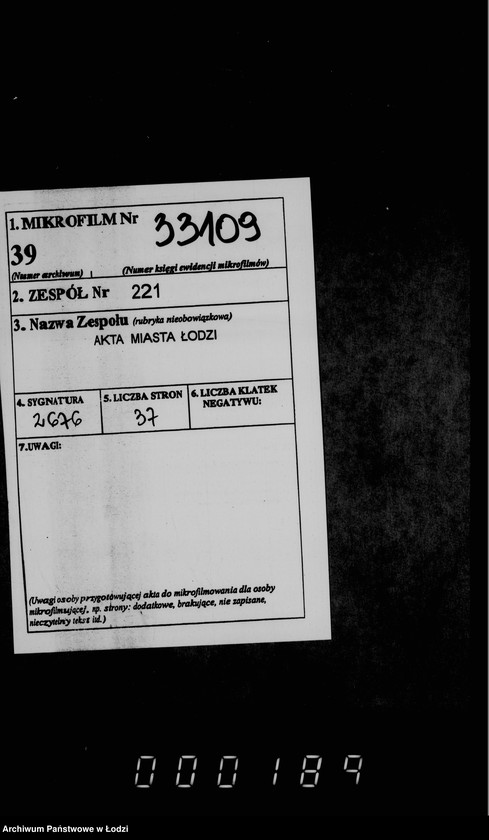 1. MIKROFILM Nr 33109
39
(Numer archiwum) (Numer księgi ewidencji mikrofilmów)
2. ZESPÓŁ Nr 221
3. Nazwa Zespołu (rubryka nieobowiązkowa)
AKTA MIASTA ŁODZI
4. SYGNATURA 5. LICZBA STRON 6. LICZBA KLATEK
NEGATYWU:
2676 37
7.UWAGI:
(Uwagi osoby przygotowującej akta do mikrofilmowania dla osoby
mikrofilmującej, np. strony: dodatkowe, brakujące, nie zapisane,
nieczytelny tekst itd.)
000189
Archiwum Państwowe w Łodzi